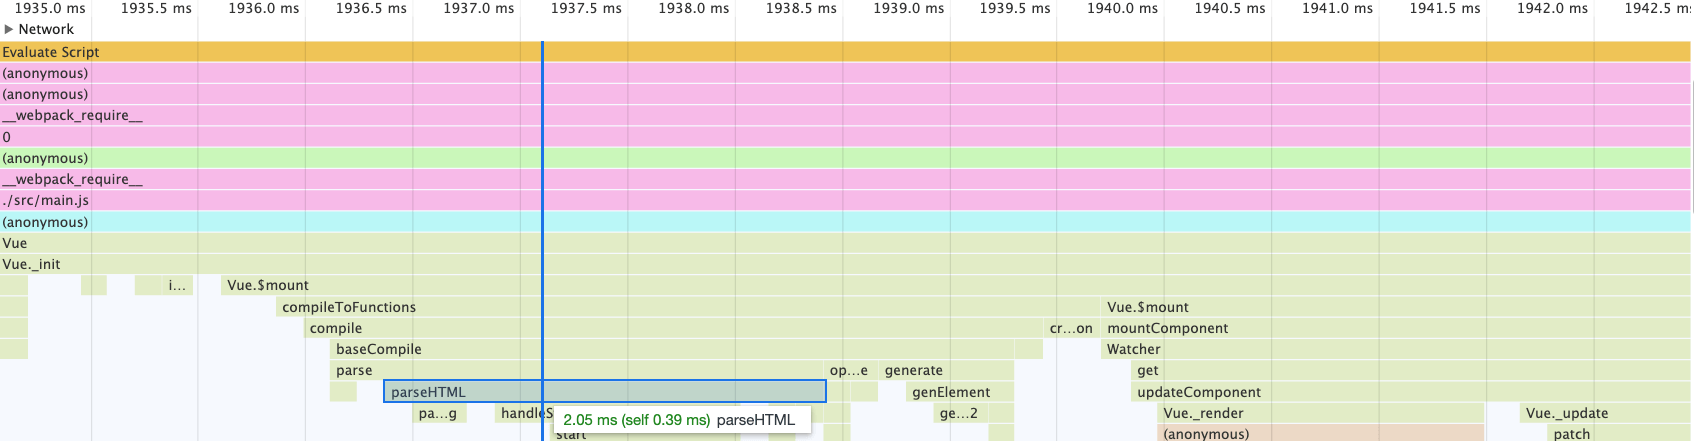 1935.0 ms 1935.5 ms 1936.0 ms 1936.5 ms 1937.0 ms 1937.5 ms 1938.0 ms 1938.5 ms 1939.0 ms 1939.5 ms 1940.0 ms 1940.5 ms 1941.0 ms 1941.5 ms 1942.0 ms 1942.5 m
▶ Network
Evaluate Script
(anonymous)
(anonymous)
__webpack_require__
0
(anonymous)
__webpack_require__
./src/main.js
(anonymous)
Vue
Vue._init
i... Vue.$mount
compileToFunctions Vue.$mount
compile cr...on mountComponent
baseCompile Watcher
parse op...e generate get
parseHTML genElement updateComponent
pa...g handleS ge...2 Vue._render Vue._update
2.05 ms (self 0.39 ms) parseHTML
start (anonymous) patch